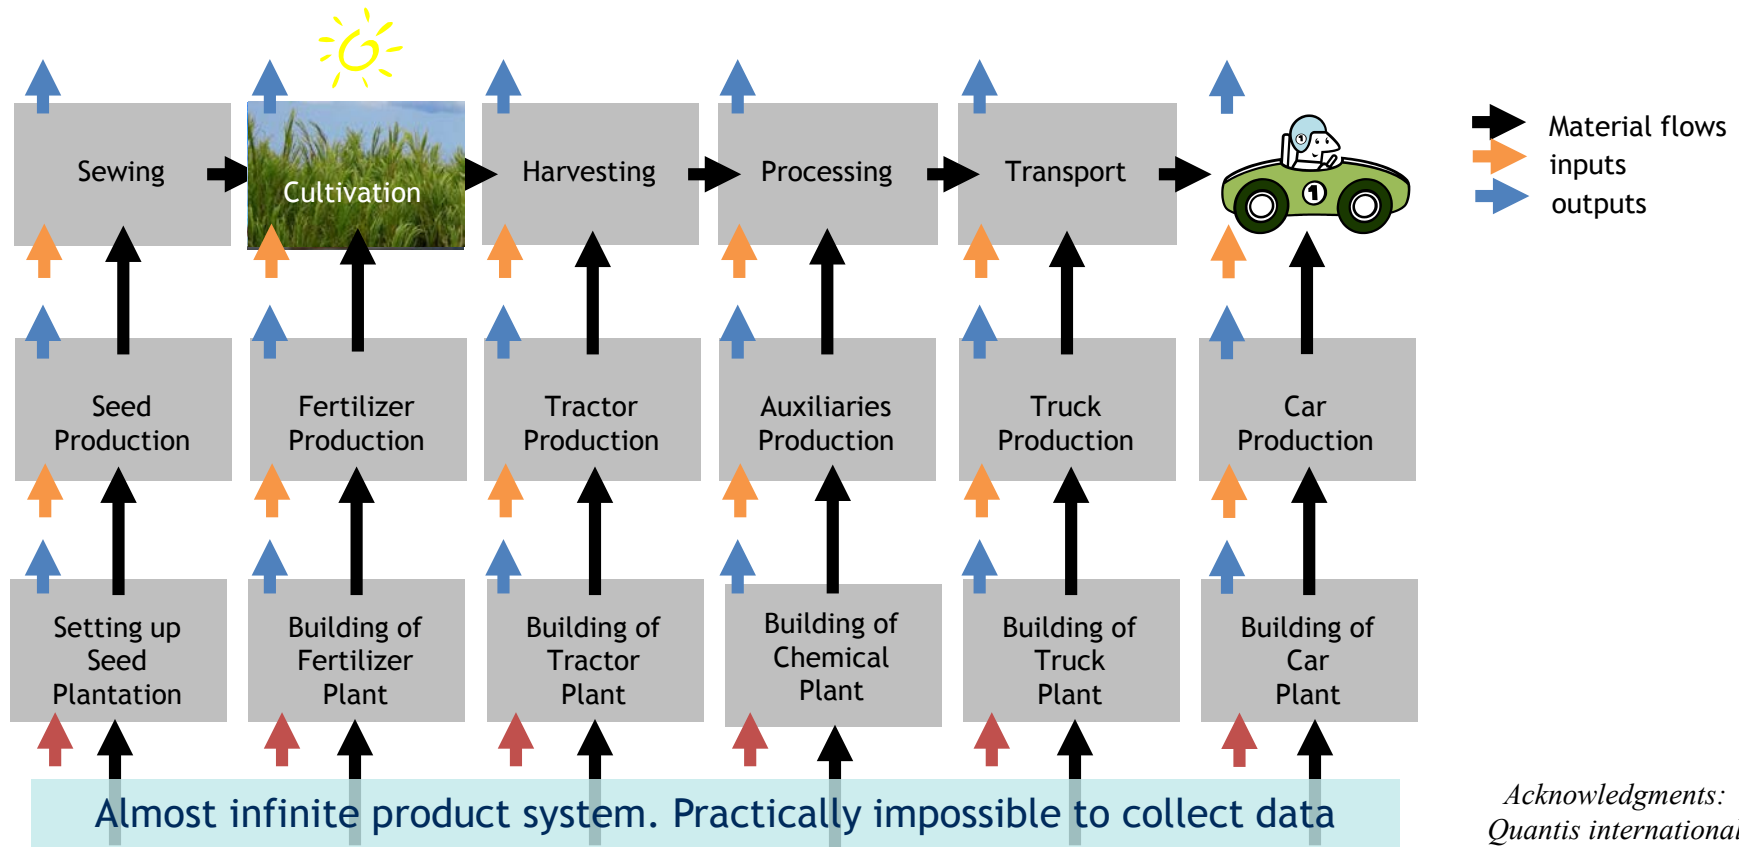 Sewing
Cultivation
Harvesting
Processing
Transport
1
1
Material flows
inputs
outputs
Seed
Production
Fertilizer
Production
Tractor
Production
Auxiliaries
Production
Truck
Production
Car
Production
Setting up
Seed
Plantation
Building of
Fertilizer
Plant
Building of
Tractor
Plant
Building of
Chemical
Plant
Building of
Truck
Plant
Building of
Car
Plant
Almost infinite product system. Practically impossible to collect data
Acknowledgments:
Quantis international